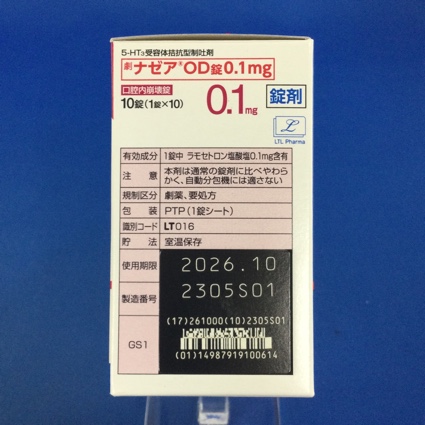 5-HT₃受容体拮抗型制吐剤
劇 ナゼア®OD錠0.1mg
口腔内崩壊錠
10錠(1錠×10)
0.1mg
錠剤
LTL Pharma
有効成分 1錠中 ラモセトロン塩酸塩0.1mg含有
注意 本剤は通常の錠剤に比べやわら
かく、自動分包機には適さない
規制区分 劇薬、要処方
包装 PTP(1錠シート)
識別コード LT016
貯法 室温保存
使用期限 2026.10
製造番号 2305S01
(17)261000(10)2305S01
GS1
(01)14987919100614